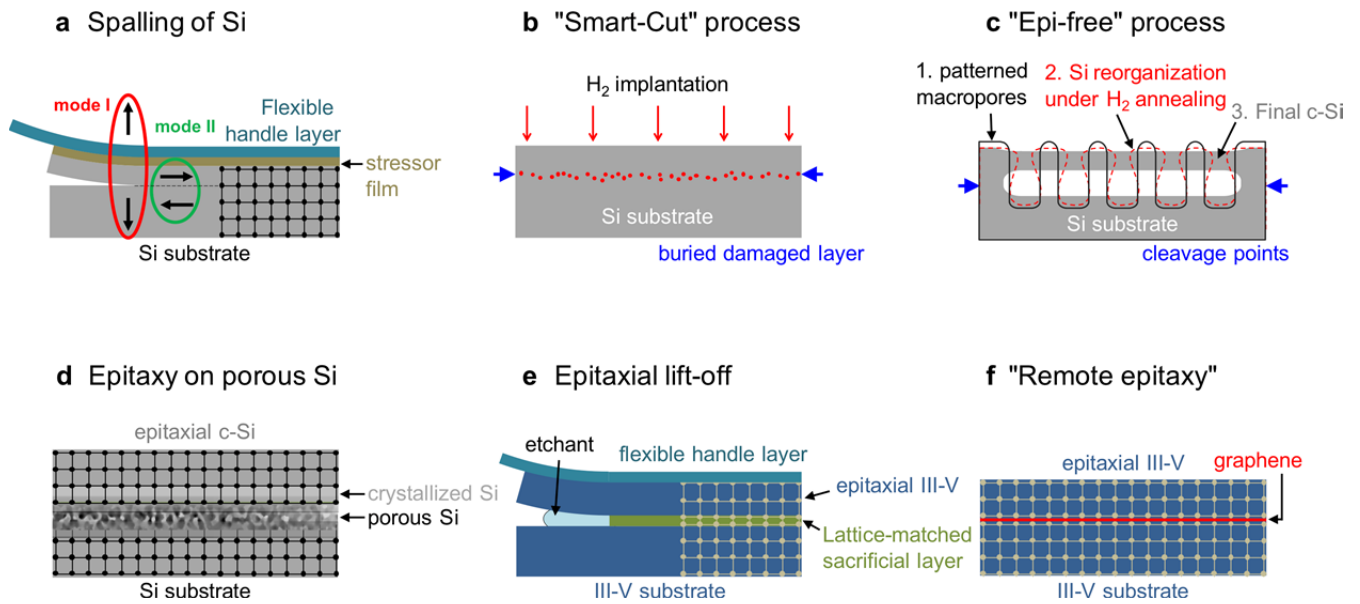 a Spalling of Si
mode I
mode II
Flexible
handle layer
stressor
film
Si substrate
b "Smart-Cut" process
H₂ implantation
Si substrate
buried damaged layer
c "Epi-free" process
1. patterned
macropores
2. Si reorganization
under H₂ annealing
3. Final c-Si
Si substrate
cleavage points
d Epitaxy on porous Si
epitaxial c-Si
crystallized Si
porous Si
Si substrate
e Epitaxial lift-off
etchant
flexible handle layer
epitaxial III-V
Lattice-matched
sacrificial layer
III-V substrate
f "Remote epitaxy"
epitaxial III-V
graphene
III-V substrate